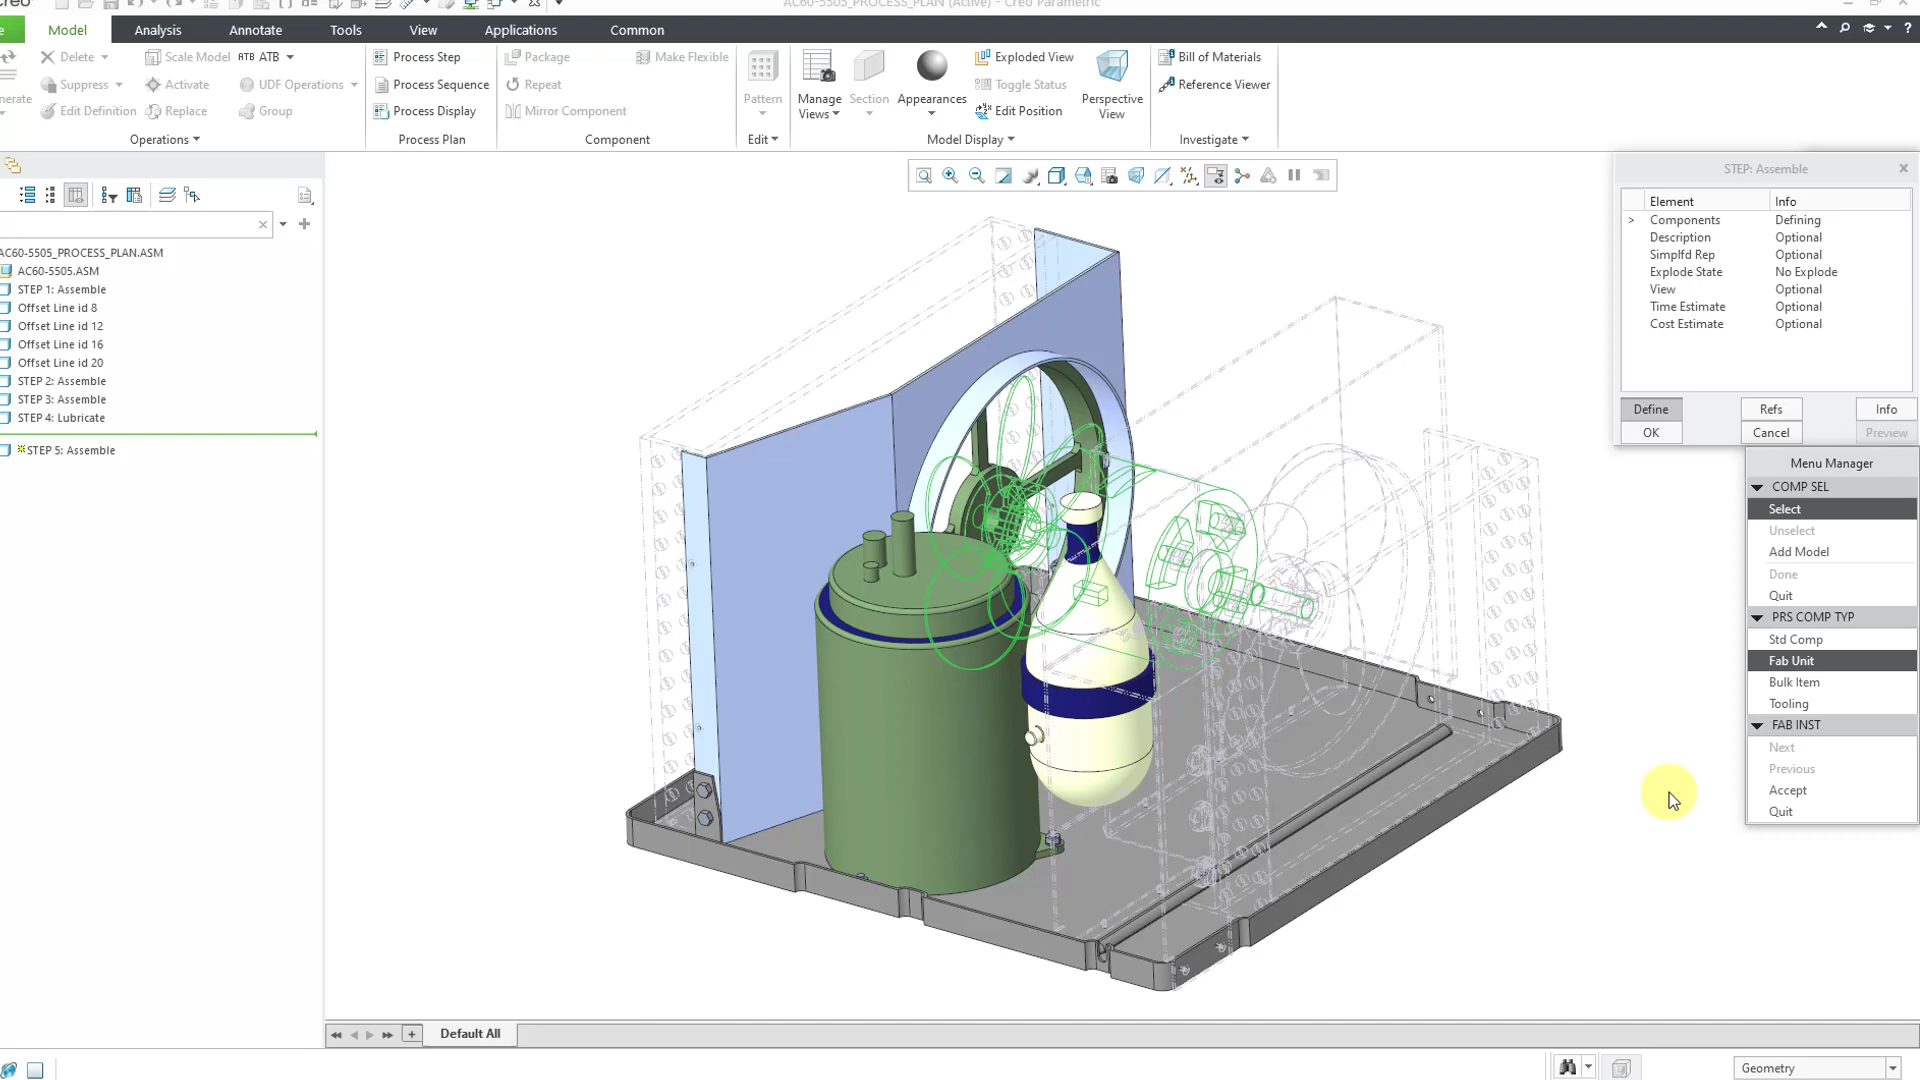 AC60-5505_PROCESS_PLAN (Active) - Creo Parametric
Model
Analysis
Annotate
Tools
View
Applications
Common
Delete
Scale Model
ATB
Process Step
Package
Make Flexible
Exploded View
Bill of Materials
Suppress
Activate
UDF Operations
Process Sequence
Repeat
Toggle Status
Reference Viewer
Edit Definition
Replace
Group
Process Display
Mirror Component
Pattern
Manage
Views
Section
Appearances
Edit Position
Perspective
View
Operations
Process Plan
Component
Edit
Model Display
Investigate
AC60-5505_PROCESS_PLAN.ASM
AC60-5505.ASM
STEP 1: Assemble
Offset Line id 8
Offset Line id 12
Offset Line id 16
Offset Line id 20
STEP 2: Assemble
STEP 3: Assemble
STEP 4: Lubricate
STEP 5: Assemble
STEP: Assemble
Element Info
> Components Defining
Description Optional
Simplfd Rep Optional
Explode State No Explode
View Optional
Time Estimate Optional
Cost Estimate Optional
Define Refs Info
OK Cancel Preview
Menu Manager
COMP SEL
Select
Unselect
Add Model
Done
Quit
PRS COMP TYP
Std Comp
Fab Unit
Bulk Item
Tooling
FAB INST
Next
Previous
Accept
Quit
Default All
Geometry